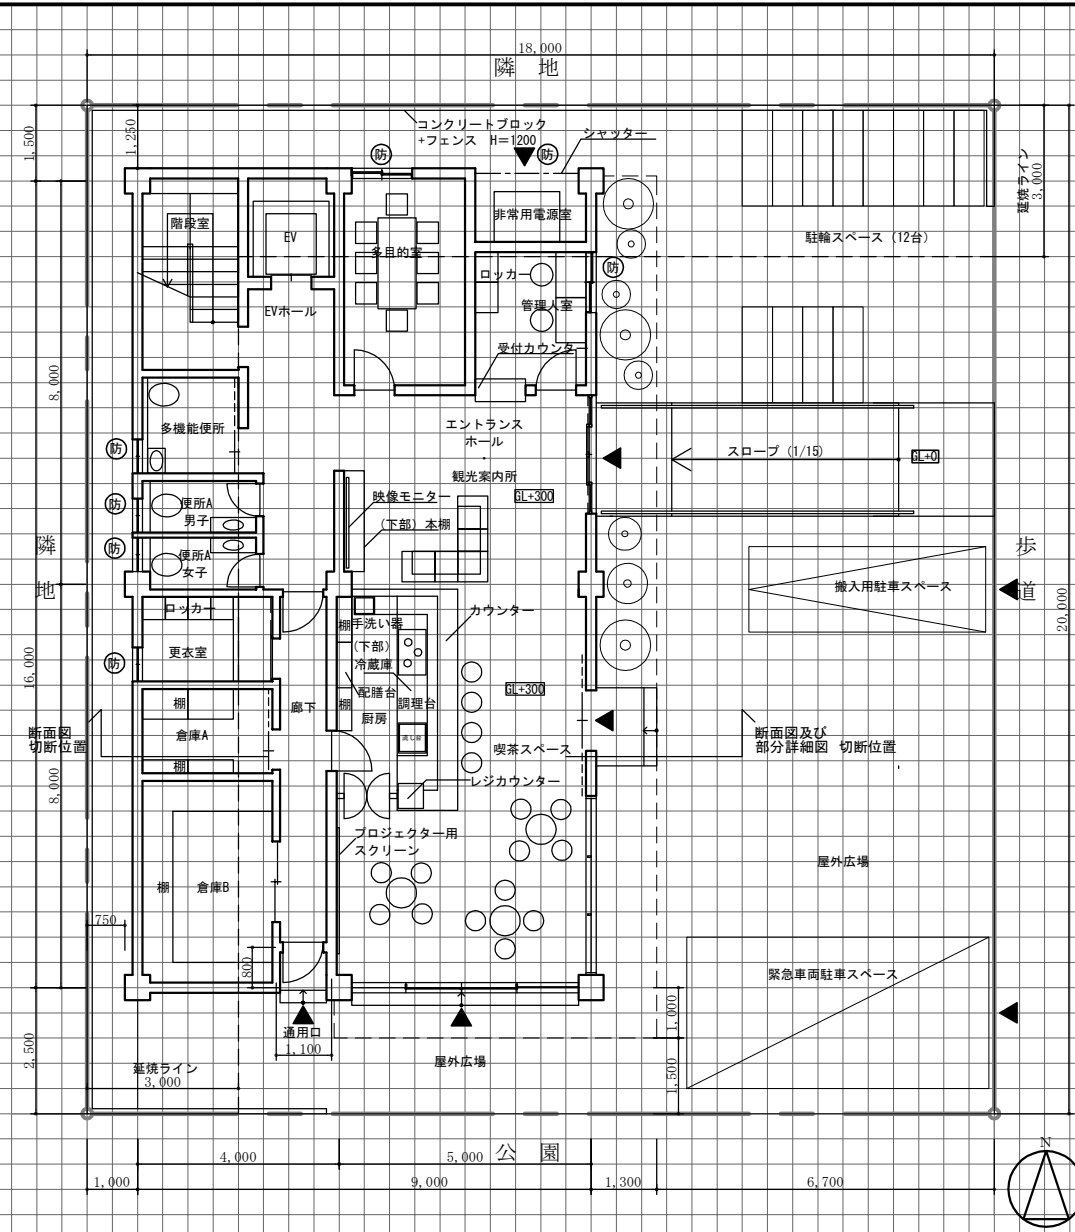 18,000
隣 地
コンクリートブロック
+フェンス H=1200
シャッター
1,500
1,250
防
防
延焼ライン
3,000
階段室
EV
多目的室
非常用電源室
駐輪スペース (12台)
ロッカー
防
管理人室
EVホール
受付カウンター
8,000
多機能便所
エントランス
ホール
・
観光案内所
スロープ (1/15)
GL+0
防
映像モニター
GL+300
便所A
男子
防
(下部) 本棚
隣
地
防
便所A
女子
歩
道
搬入用駐車スペース
ロッカー
カウンター
20,000
棚
手洗い器
(下部)
冷蔵庫
更衣室
防
16,000
GL+300
配膳台
調理台
棚
棚
廊下
厨房
流し台
断面図
切断位置
倉庫A
断面図及び
部分詳細図 切断位置
喫茶スペース
棚
レジカウンター
8,000
プロジェクター用
スクリーン
屋外広場
棚
倉庫B
750
800
緊急車両駐車スペース
通用口
1,100
1,000
2,500
屋外広場
延焼ライン
3,000
1,500
公 園
N
4,000
5,000
1,000
9,000
1,300
6,700